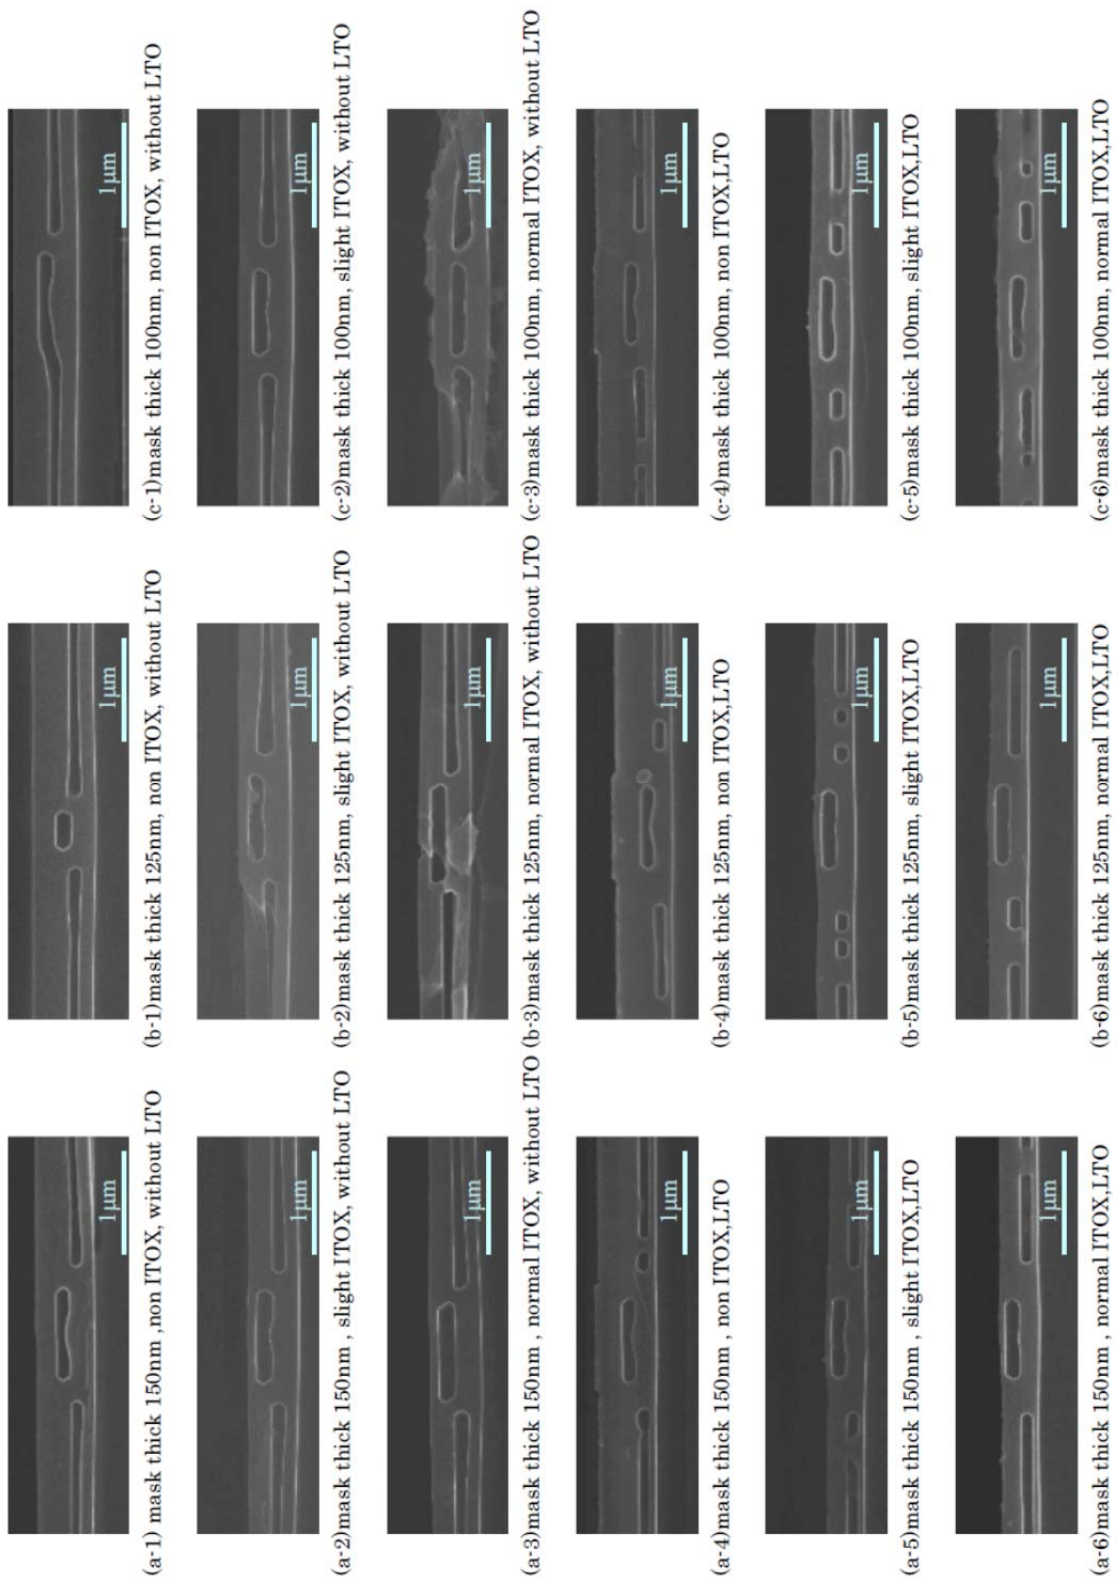 1μm
(a-1) mask thick 150nm ,non ITOX, without LTO
1μm
(b-1)mask thick 125nm, non ITOX, without LTO
1μm
(c-1)mask thick 100nm, non ITOX, without LTO
1μm
(a-2)mask thick 150nm , slight ITOX, without LTO
1μm
(b-2)mask thick 125nm, slight ITOX, without LTO
1μm
(c-2)mask thick 100nm, slight ITOX, without LTO
1μm
(a-3)mask thick 150nm , normal ITOX, without LTO
1μm
(b-3)mask thick 125nm, normal ITOX, without LTO
1μm
(c-3)mask thick 100nm, normal ITOX, without LTO
1μm
(a-4)mask thick 150nm , non ITOX,LTO
1μm
(b-4)mask thick 125nm, non ITOX,LTO
1μm
(c-4)mask thick 100nm, non ITOX,LTO
1μm
(a-5)mask thick 150nm , slight ITOX,LTO
1μm
(b-5)mask thick 125nm, slight ITOX,LTO
1μm
(c-5)mask thick 100nm, slight ITOX,LTO
1μm
(a-6)mask thick 150nm , normal ITOX,LTO
1μm
(b-6)mask thick 125nm, normal ITOX,LTO
1μm
(c-6)mask thick 100nm, normal ITOX,LTO